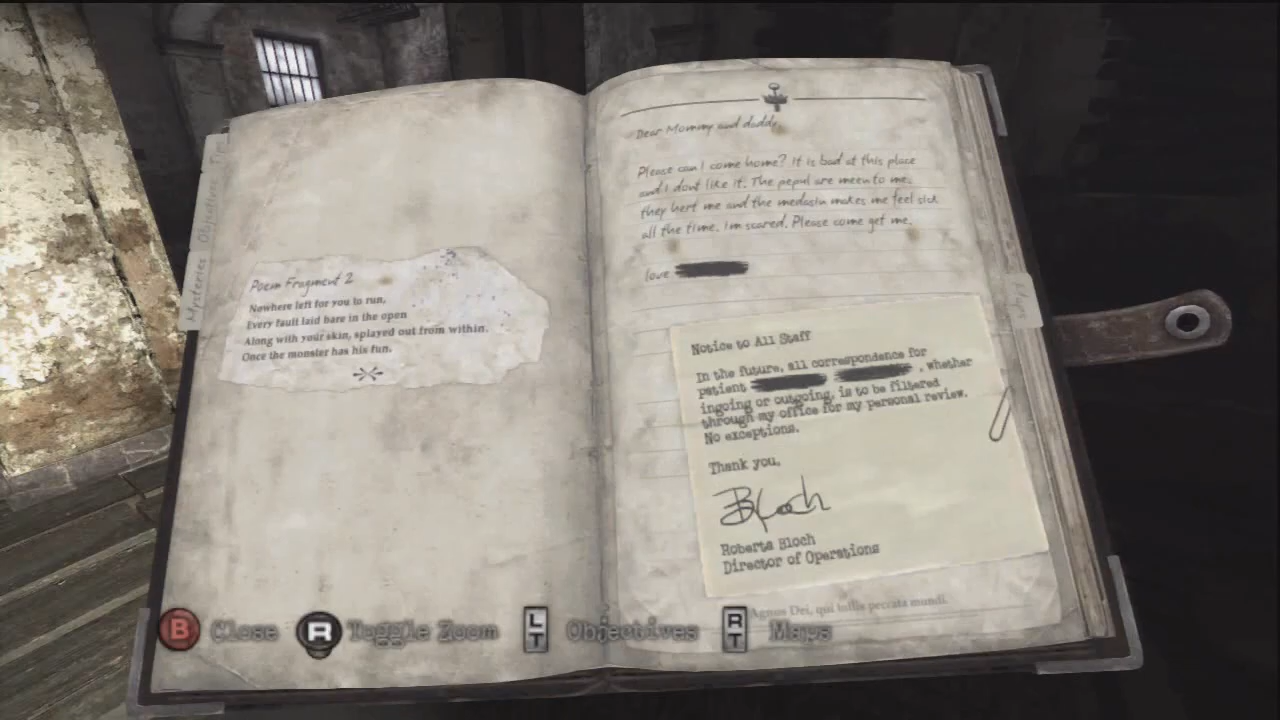 Tips
Objectives
Mysteries
Poem Fragment 2
Nowhere left for you to run,
Every fault laid bare in the open
Along with your skin, splayed out from within.
Once the monster has his fun.
Dear Mommy and daddy,
Please can I come home? It is bad at this place
and I dont like it. The pepul are meen to me.
they hert me and the medasin makes me feel sick
all the time. im scared. Please come get me.
love
Notice to All Staff
In the future, all correspondence for
patient , whether
ingoing or outgoing, is to be filtered
through my office for my personal review.
No exceptions.
Thank you,
Bloch
Roberta Bloch
Director of Operations
Agnus Dei, qui tollis peccata mundi.
Maps
B Close R Toggle Zoom LT Objectives RT Maps